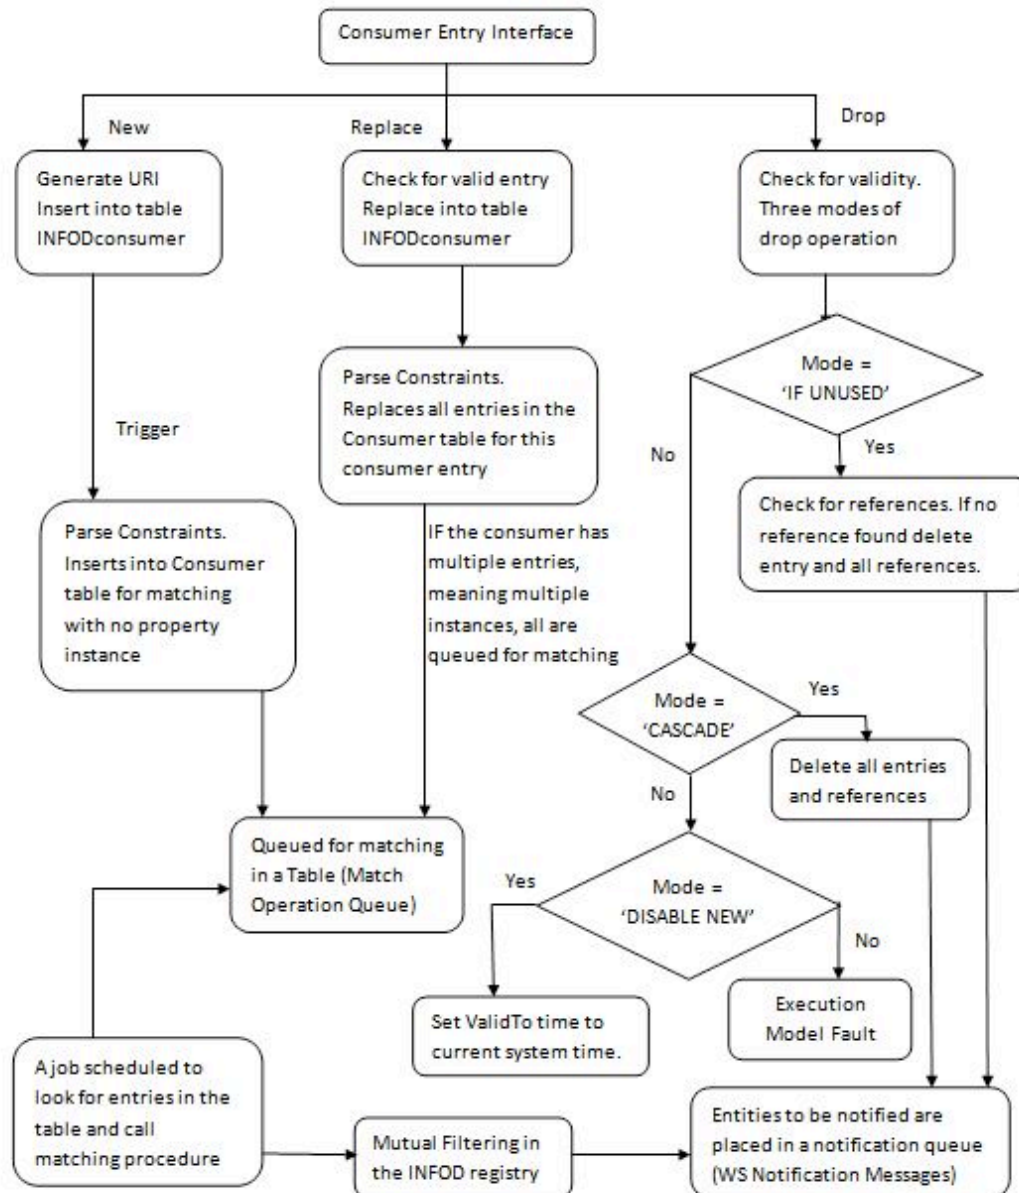 Consumer Entry Interface
New
Replace
Drop
Generate URI
Insert into table
INFODconsumer
Check for valid entry
Replace into table
INFODconsumer
Check for validity.
Three modes of
drop operation
Mode =
‘IF UNUSED’
Trigger
Parse Constraints.
Replaces all entries in the
Consumer table for this
consumer entry
No
Yes
Check for references. If no
reference found delete
entry and all references.
Parse Constraints.
Inserts into Consumer
table for matching
with no property
instance
IF the consumer has
multiple entries,
meaning multiple
instances, all are
queued for matching
Mode =
‘CASCADE’
Yes
Delete all entries
and references
No
Queued for matching
in a Table (Match
Operation Queue)
Yes
Mode =
‘DISABLE NEW’
No
Set ValidTo time to
current system time.
Execution
Model Fault
A job scheduled to
look for entries in the
table and call
matching procedure
Mutual Filtering in
the INFOD registry
Entities to be notified are
placed in a notification queue
(WS Notification Messages)